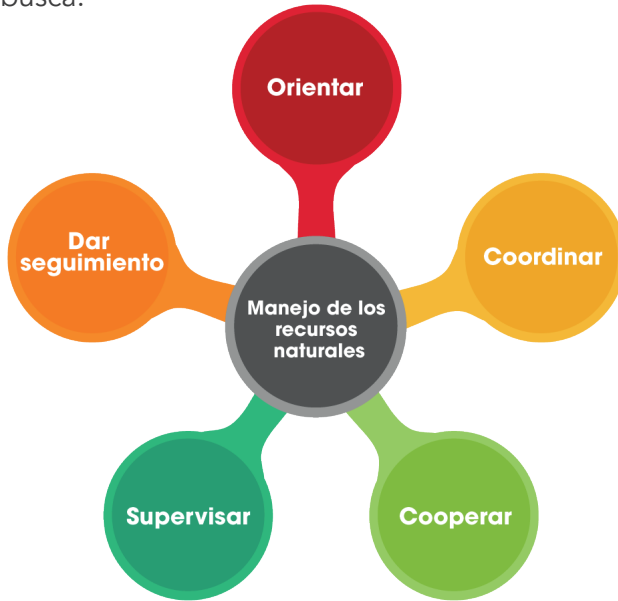 busca:
Orientar
Dar
seguimiento
Coordinar
Manejo de los
recursos
naturales
Supervisar
Cooperar